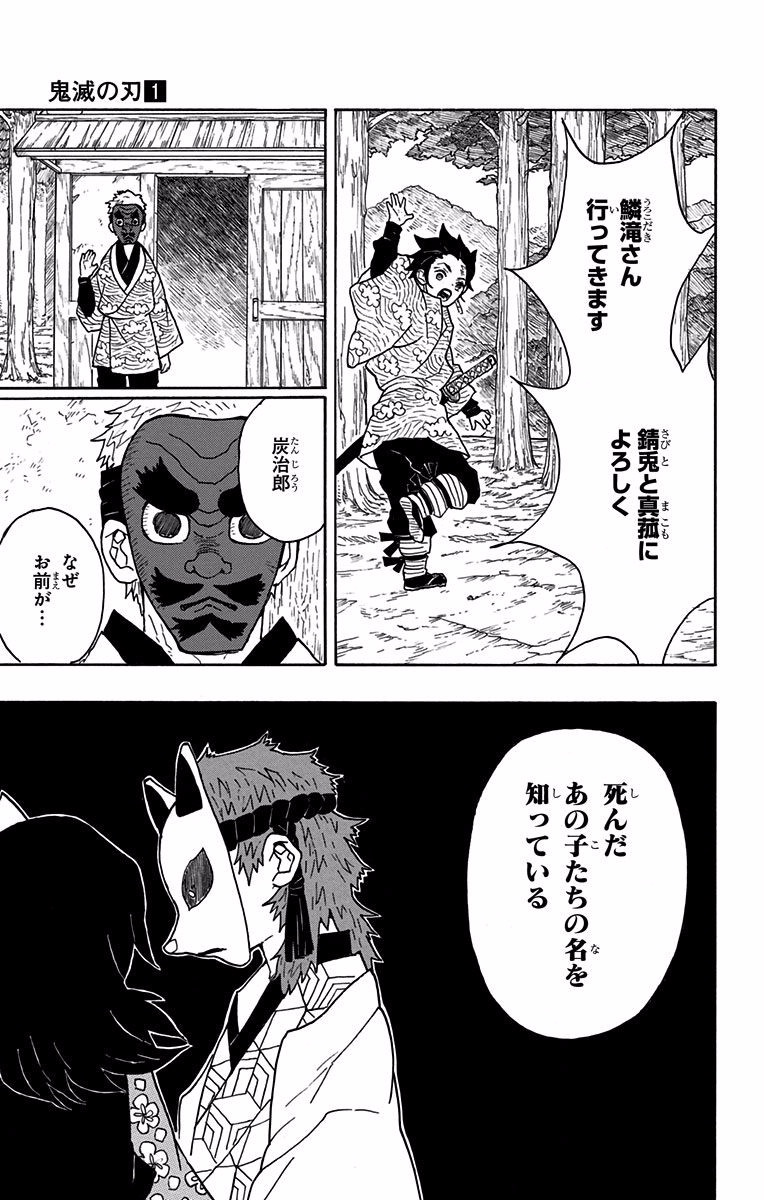 鬼滅の刃 1
鱗滝さん
行ってきます
錆兎と真菰に
よろしく
炭治郎
なぜ
お前が…
死んだ
あの子たちの名を
知っている